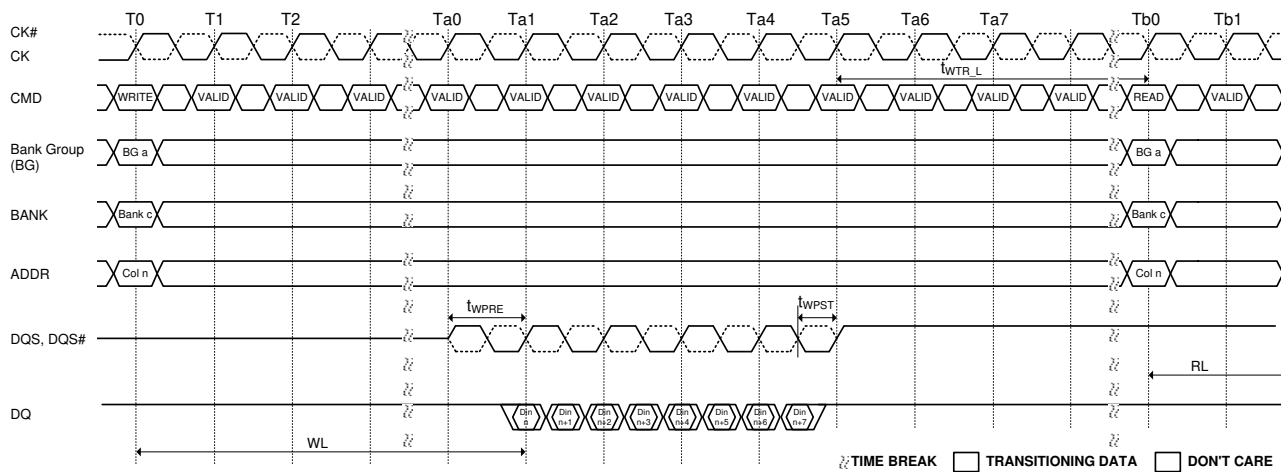 T0 T1 T2 Ta0 Ta1 Ta2 Ta3 Ta4 Ta5 Ta6 Ta7 Tb0 Tb1
CK#
CK
tWTR_L
CMD WRITE VALID VALID VALID VALID VALID VALID VALID VALID VALID VALID VALID VALID READ VALID
Bank Group
(BG)
BG a BG a
BANK Bank c Bank c
ADDR Col n Col n
tWPRE tWPST
DQS, DQS#
RL
DQ
Din Din Din Din Din Din Din Din
n n+1 n+2 n+3 n+4 n+5 n+6 n+7
WL
TIME BREAK TRANSITIONING DATA DON'T CARE